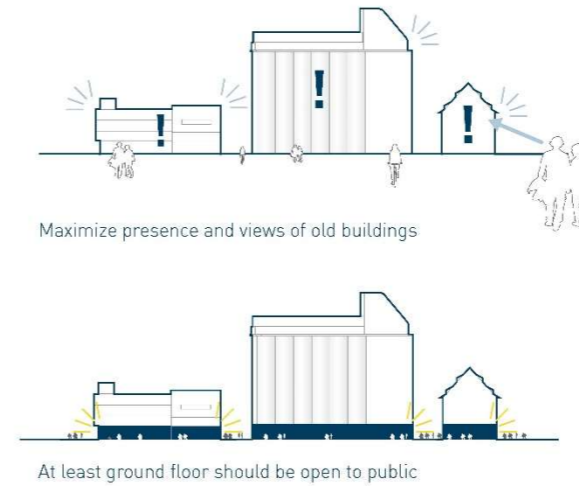 !
!
!
Maximize presence and views of old buildings
At least ground floor should be open to public